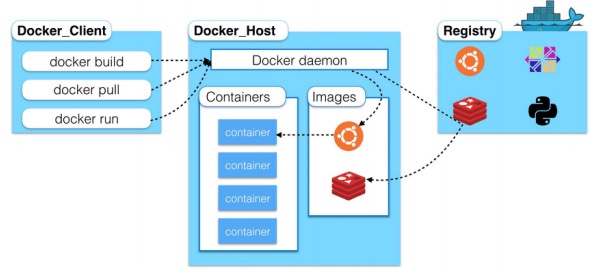 Docker_Client
docker build
docker pull
docker run
Docker_Host
Docker daemon
Containers
container
container
container
container
Images
Registry